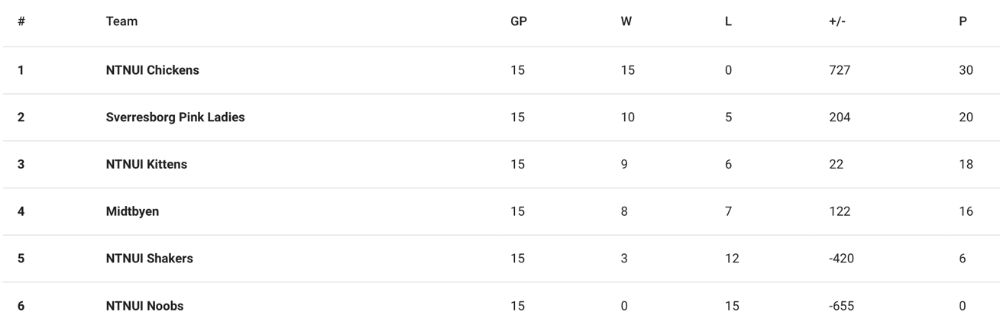 # Team GP W L +/- P
1 NTNUI Chickens 15 15 0 727 30
2 Sverresborg Pink Ladies 15 10 5 204 20
3 NTNUI Kittens 15 9 6 22 18
4 Midtbyen 15 8 7 122 16
5 NTNUI Shakers 15 3 12 -420 6
6 NTNUI Noobs 15 0 15 -655 0